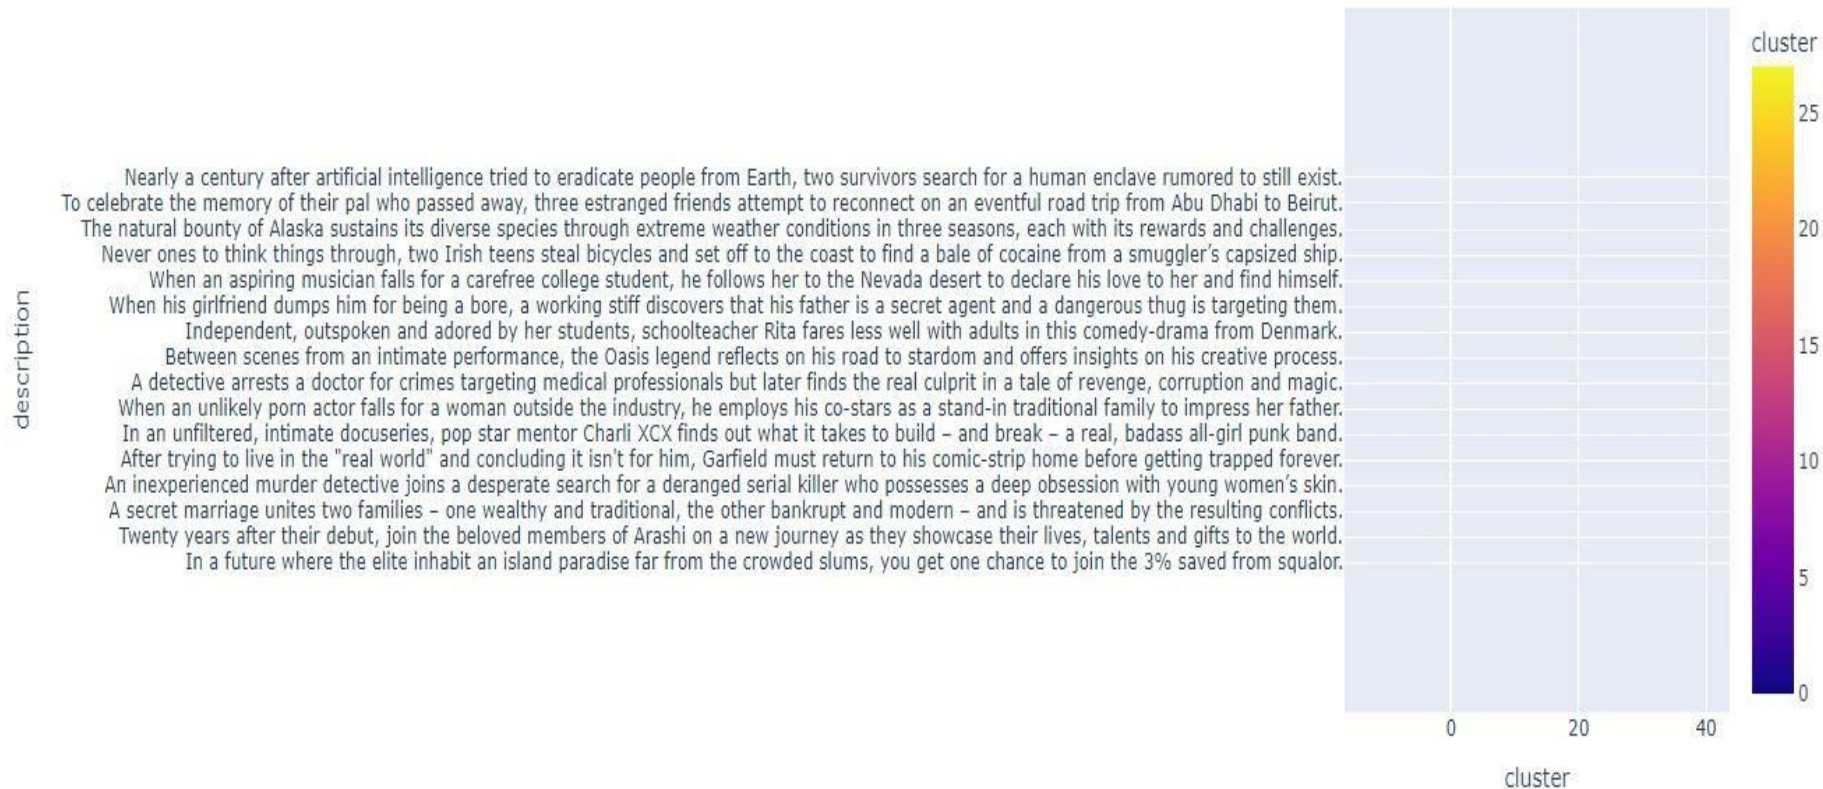 cluster
25
Nearly a century after artificial intelligence tried to eradicate people from Earth, two survivors search for a human enclave rumored to still exist.
To celebrate the memory of their pal who passed away, three estranged friends attempt to reconnect on an eventful road trip from Abu Dhabi to Beirut.
The natural bounty of Alaska sustains its diverse species through extreme weather conditions in three seasons, each with its rewards and challenges.
20
Never ones to think things through, two Irish teens steal bicycles and set off to the coast to find a bale of cocaine from a smuggler’s capsized ship.
When an aspiring musician falls for a carefree college student, he follows her to the Nevada desert to declare his love to her and find himself.
When his girlfriend dumps him for being a bore, a working stiff discovers that his father is a secret agent and a dangerous thug is targeting them.
Independent, outspoken and adored by her students, schoolteacher Rita fares less well with adults in this comedy-drama from Denmark.
15
description
Between scenes from an intimate performance, the Oasis legend reflects on his road to stardom and offers insights on his creative process.
A detective arrests a doctor for crimes targeting medical professionals but later finds the real culprit in a tale of revenge, corruption and magic.
When an unlikely porn actor falls for a woman outside the industry, he employs his co-stars as a stand-in traditional family to impress her father.
In an unfiltered, intimate docuseries, pop star mentor Charli XCX finds out what it takes to build – and break – a real, badass all-girl punk band.
After trying to live in the "real world" and concluding it isn't for him, Garfield must return to his comic-strip home before getting trapped forever.
10
An inexperienced murder detective joins a desperate search for a deranged serial killer who possesses a deep obsession with young women’s skin.
A secret marriage unites two families – one wealthy and traditional, the other bankrupt and modern – and is threatened by the resulting conflicts.
Twenty years after their debut, join the beloved members of Arashi on a new journey as they showcase their lives, talents and gifts to the world.
In a future where the elite inhabit an island paradise far from the crowded slums, you get one chance to join the 3% saved from squalor.
5
0
0 20 40
cluster